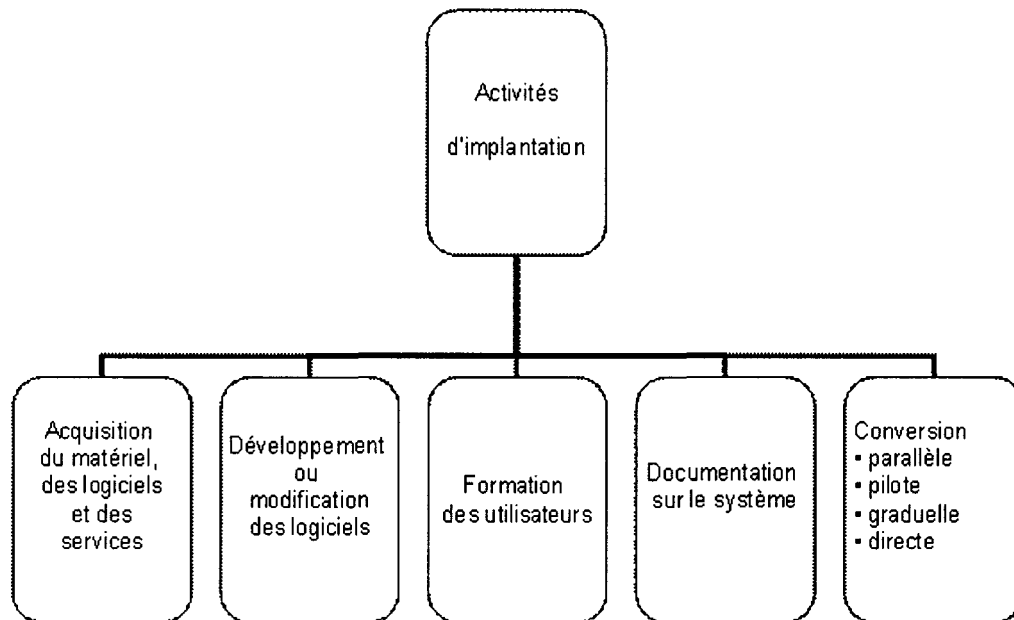 Activités
d'implantation
Acquisition
du matériel,
des logiciels
et des
services
Développement
ou
modification
des logiciels
Formation
des utilisateurs
Documentation
sur le système
Conversion
▪ parallèle
▪ pilote
▪ graduelle
▪ directe